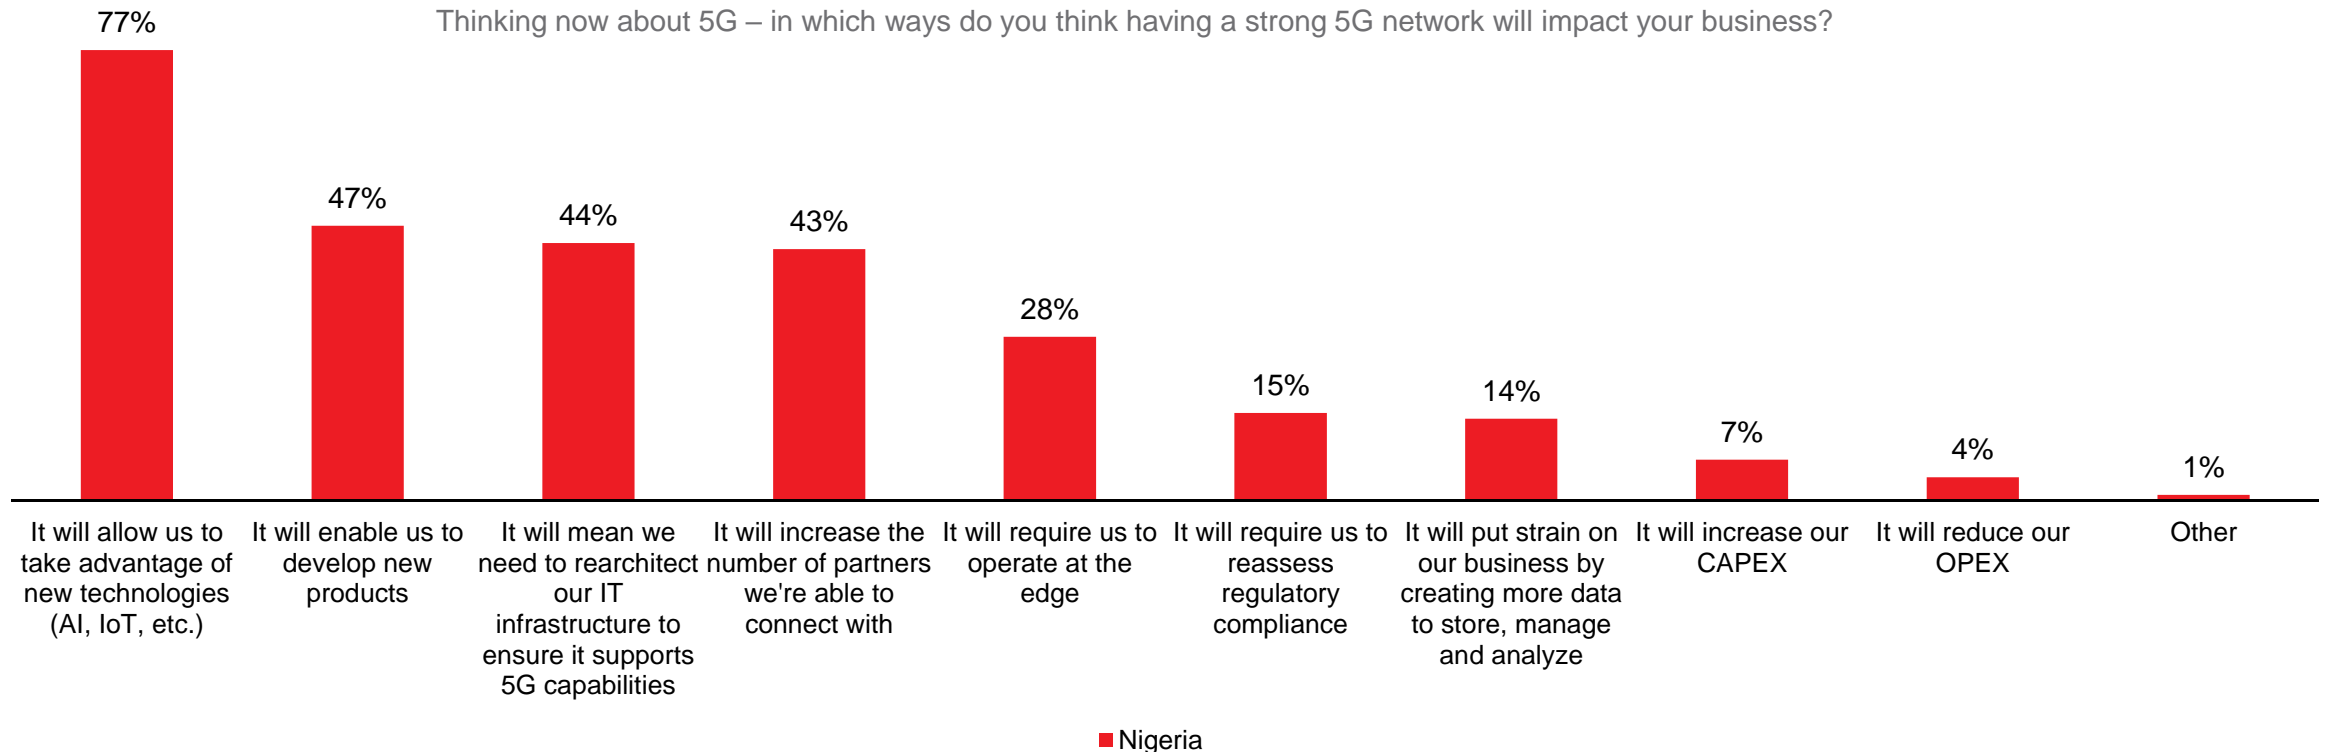 Thinking now about 5G – in which ways do you think having a strong 5G network will impact your business?
77%
47%
44%
43%
28%
15%
14%
7%
4%
1%
It will allow us to
take advantage of
new technologies
(AI, IoT, etc.)
It will enable us to
develop new
products
It will mean we
need to rearchitect
our IT
infrastructure to
ensure it supports
5G capabilities
It will increase the
number of partners
we're able to
connect with
It will require us to
operate at the
edge
It will require us to
reassess
regulatory
compliance
It will put strain on
our business by
creating more data
to store, manage
and analyze
It will increase our
CAPEX
It will reduce our
OPEX
Other
Nigeria